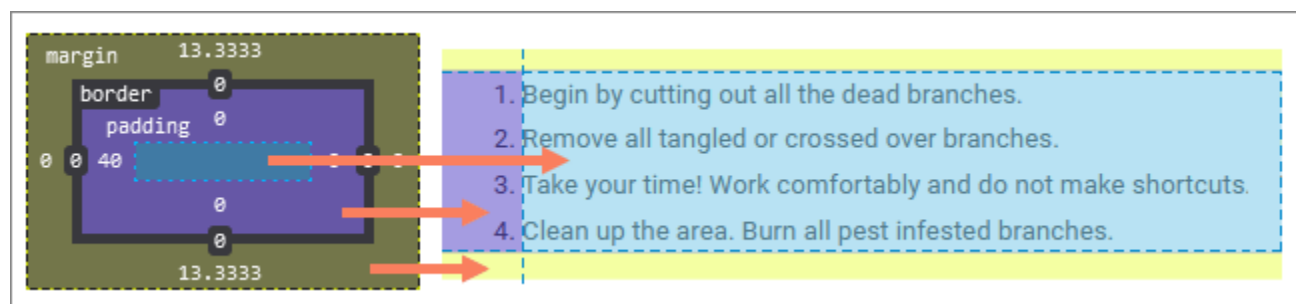 margin 13.3333
border 0
padding 0
0 0 40
0
0
13.3333
1. Begin by cutting out all the dead branches.
2. Remove all tangled or crossed over branches.
3. Take your time! Work comfortably and do not make shortcuts.
4. Clean up the area. Burn all pest infested branches.